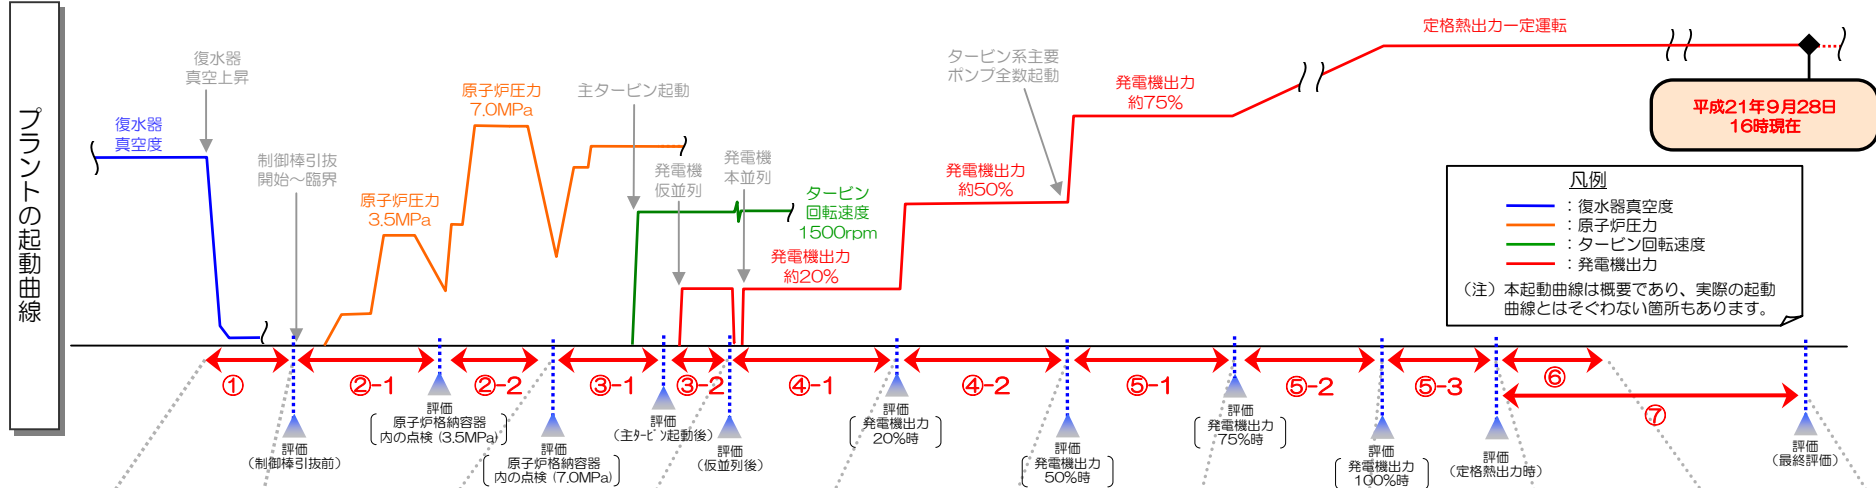 プラントの起動曲線
復水器
真空度
復水器
真空上昇
制御棒引抜
開始～臨界
原子炉圧力
3.5MPa
原子炉圧力
7.0MPa
主タービン起動
発電機
仮並列
発電機
本並列
タービン
回転速度
1500rpm
発電機出力
約20%
発電機出力
約50%
タービン系主要
ポンプ全数起動
発電機出力
約75%
定格熱出力一定運転
平成21年9月28日
16時現在
凡例
：復水器真空度
：原子炉圧力
：タービン回転速度
：発電機出力
（注）本起動曲線は概要であり、実際の起動
曲線とはそぐわない箇所もあります。
①
②-1
②-2
③-1
③-2
④-1
④-2
⑤-1
⑤-2
⑤-3
⑥
⑦
評価
（制御棒引抜前）
評価
原子炉格納容器
内の点検（3.5MPa）
評価
原子炉格納容器
内の点検（7.0MPa）
評価
（主ﾀｰﾋﾞﾝ起動後）
評価
（仮並列後）
評価
発電機出力
20%時
評価
発電機出力
50%時
評価
発電機出力
75%時
評価
発電機出力
100%時
評価
（定格熱出力時）
評価
（最終評価）